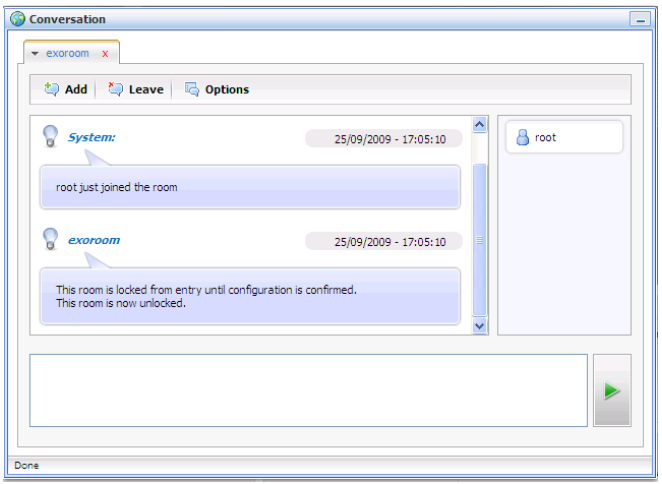 Conversation
exoroom x
Add Leave Options
System: 25/09/2009 - 17:05:10
root just joined the room
exoroom 25/09/2009 - 17:05:10
This room is locked from entry until configuration is confirmed.
This room is now unlocked.
root
Done